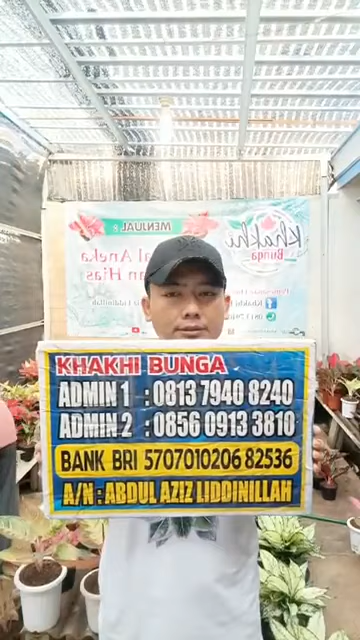 MENJUAL :
Khakhi
Bunga
KHAKHI BUNGA
ADMIN 1 : 0813 7940 8240
ADMIN 2 : 0856 0913 3810
BANK BRI 5707010206 82536
A/N : ABDUL AZIZ LIDDINILLAH